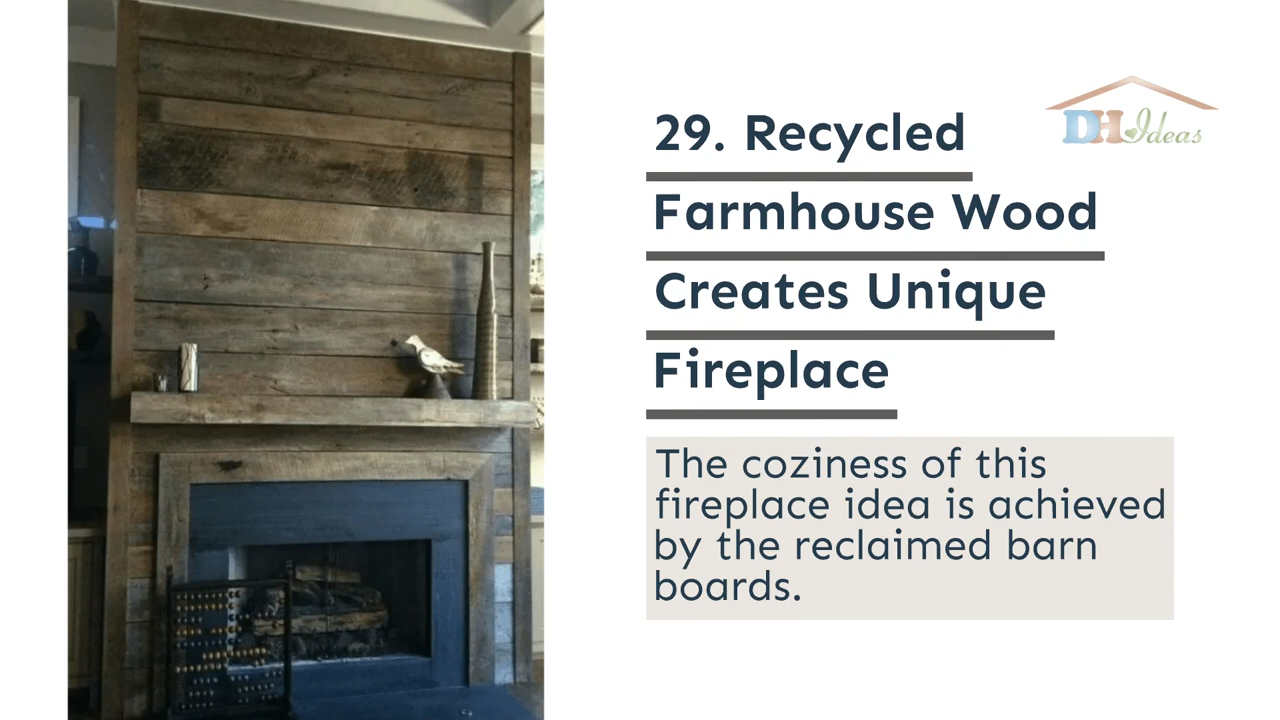 29. Recycled
DH Ideas
Farmhouse Wood
Creates Unique
Fireplace
The coziness of this
fireplace idea is achieved
by the reclaimed barn
boards.